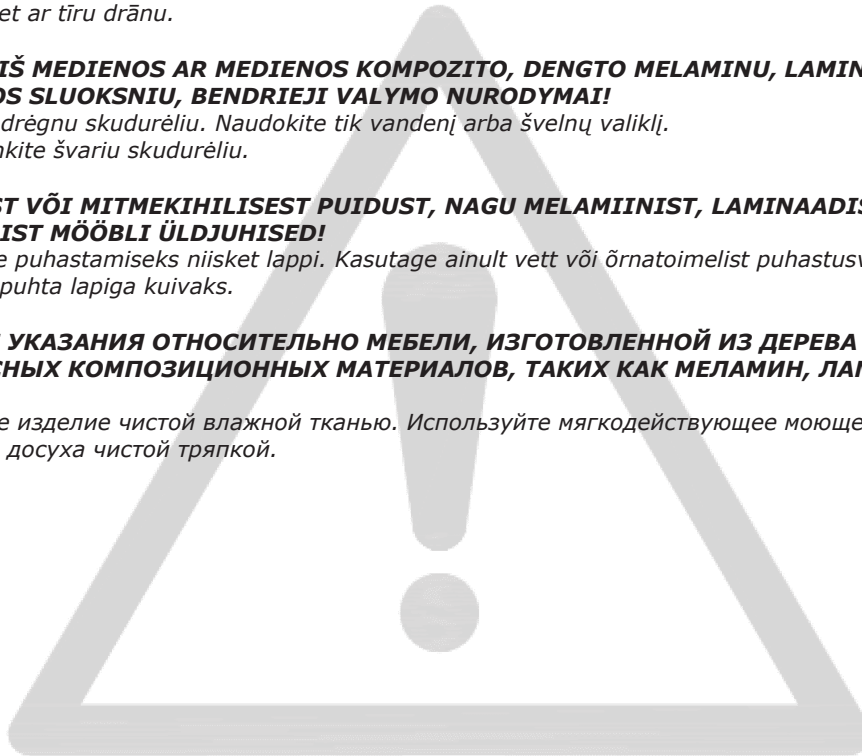 et ar tīru drānu.
IŠ MEDIENOS AR MEDIENOS KOMPOZITO, DENGTO MELAMINU, LAMIN
OS SLUOKSNIU, BENDRIEJI VALYMO NURODYMAI!
drėgnu skudurėliu. Naudokite tik vandenį arba švelnų valiklį.
nkite švariu skudurėliu.
ST VÕI MITMEKIHILISEST PUIDUST, NAGU MELAMIINIST, LAMINAADIS
IST MÖÖBLI ÜLDJUHISED!
e puhastamiseks niisket lappi. Kasutage ainult vett või õrnatoimelist puhastusv
puhta lapiga kuivaks.
УКАЗАНИЯ ОТНОСИТЕЛЬНО МЕБЕЛИ, ИЗГОТОВЛЕННОЙ ИЗ ДЕРЕВА
СНЫХ КОМПОЗИЦИОННЫХ МАТЕРИАЛОВ, ТАКИХ КАК МЕЛАМИН, ЛАМ
е изделие чистой влажной тканью. Используйте мягкодействующее моюще
досуха чистой тряпкой.